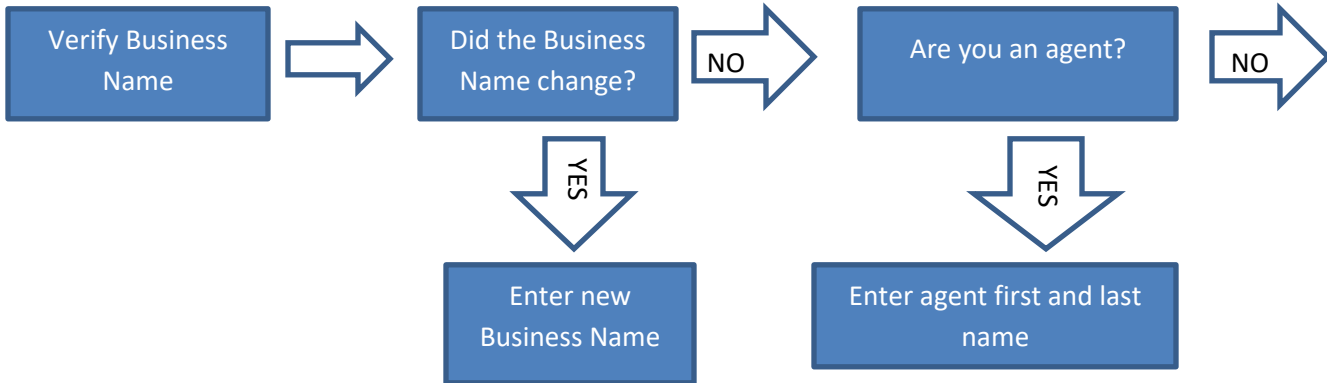 Verify Business
Name
Did the Business
Name change?
NO
Are you an agent?
NO
YES
YES
Enter new
Business Name
Enter agent first and last
name